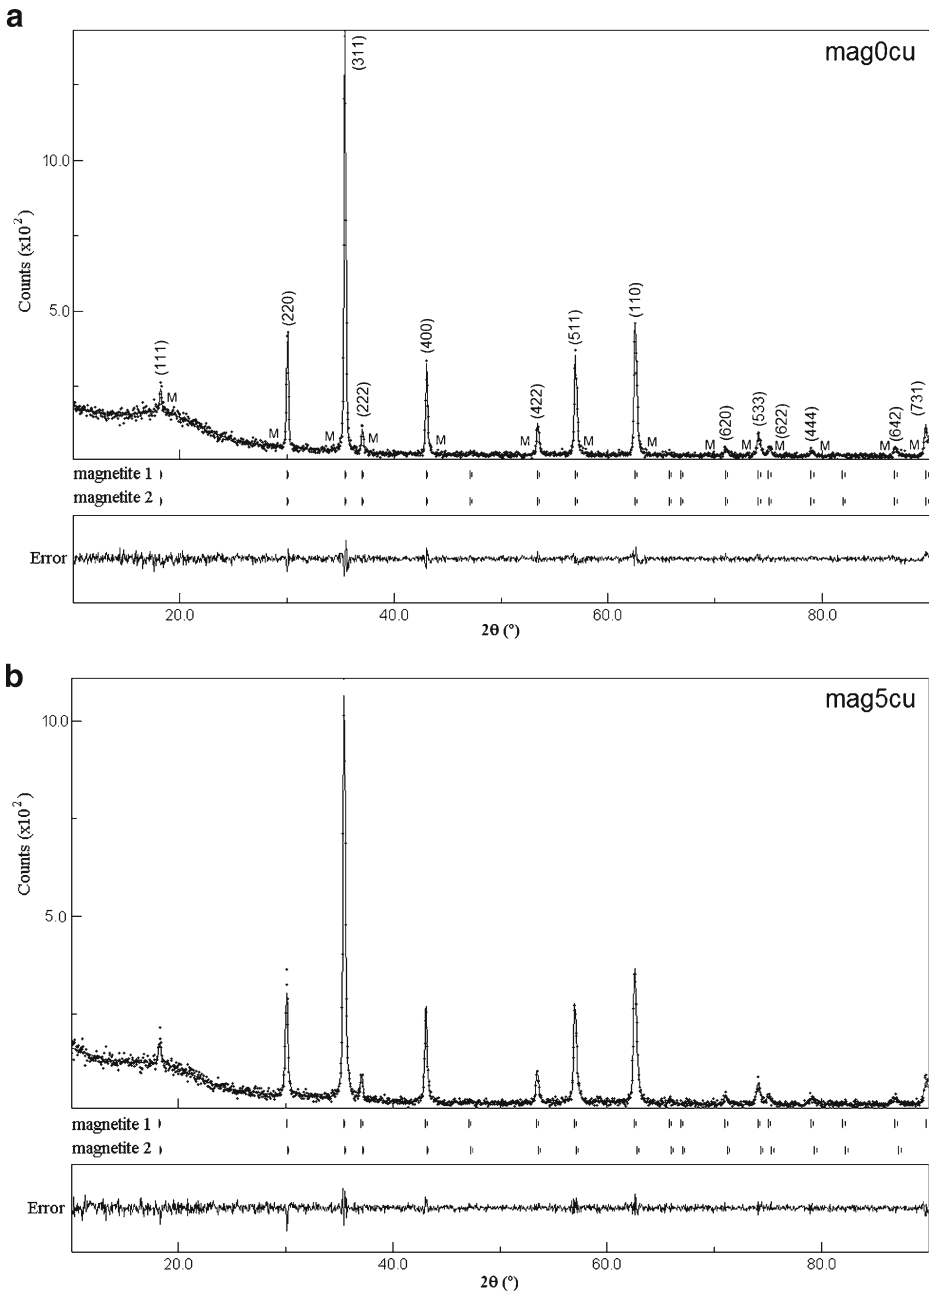 a
mag0cu
(311)
10.0
Counts (x10²)
5.0
(220)
(110)
(511)
(400)
(111)
(422)
(222)
(533)
(620)
(622)
(444)
(642)
(731)
M M M M M M M M M M M M M M
magnetite 1
magnetite 2
Error
20.0 40.0 60.0 80.0
2θ (°)
b
mag5cu
10.0
Counts (x10²)
5.0
magnetite 1
magnetite 2
Error
20.0 40.0 60.0 80.0
2θ (°)